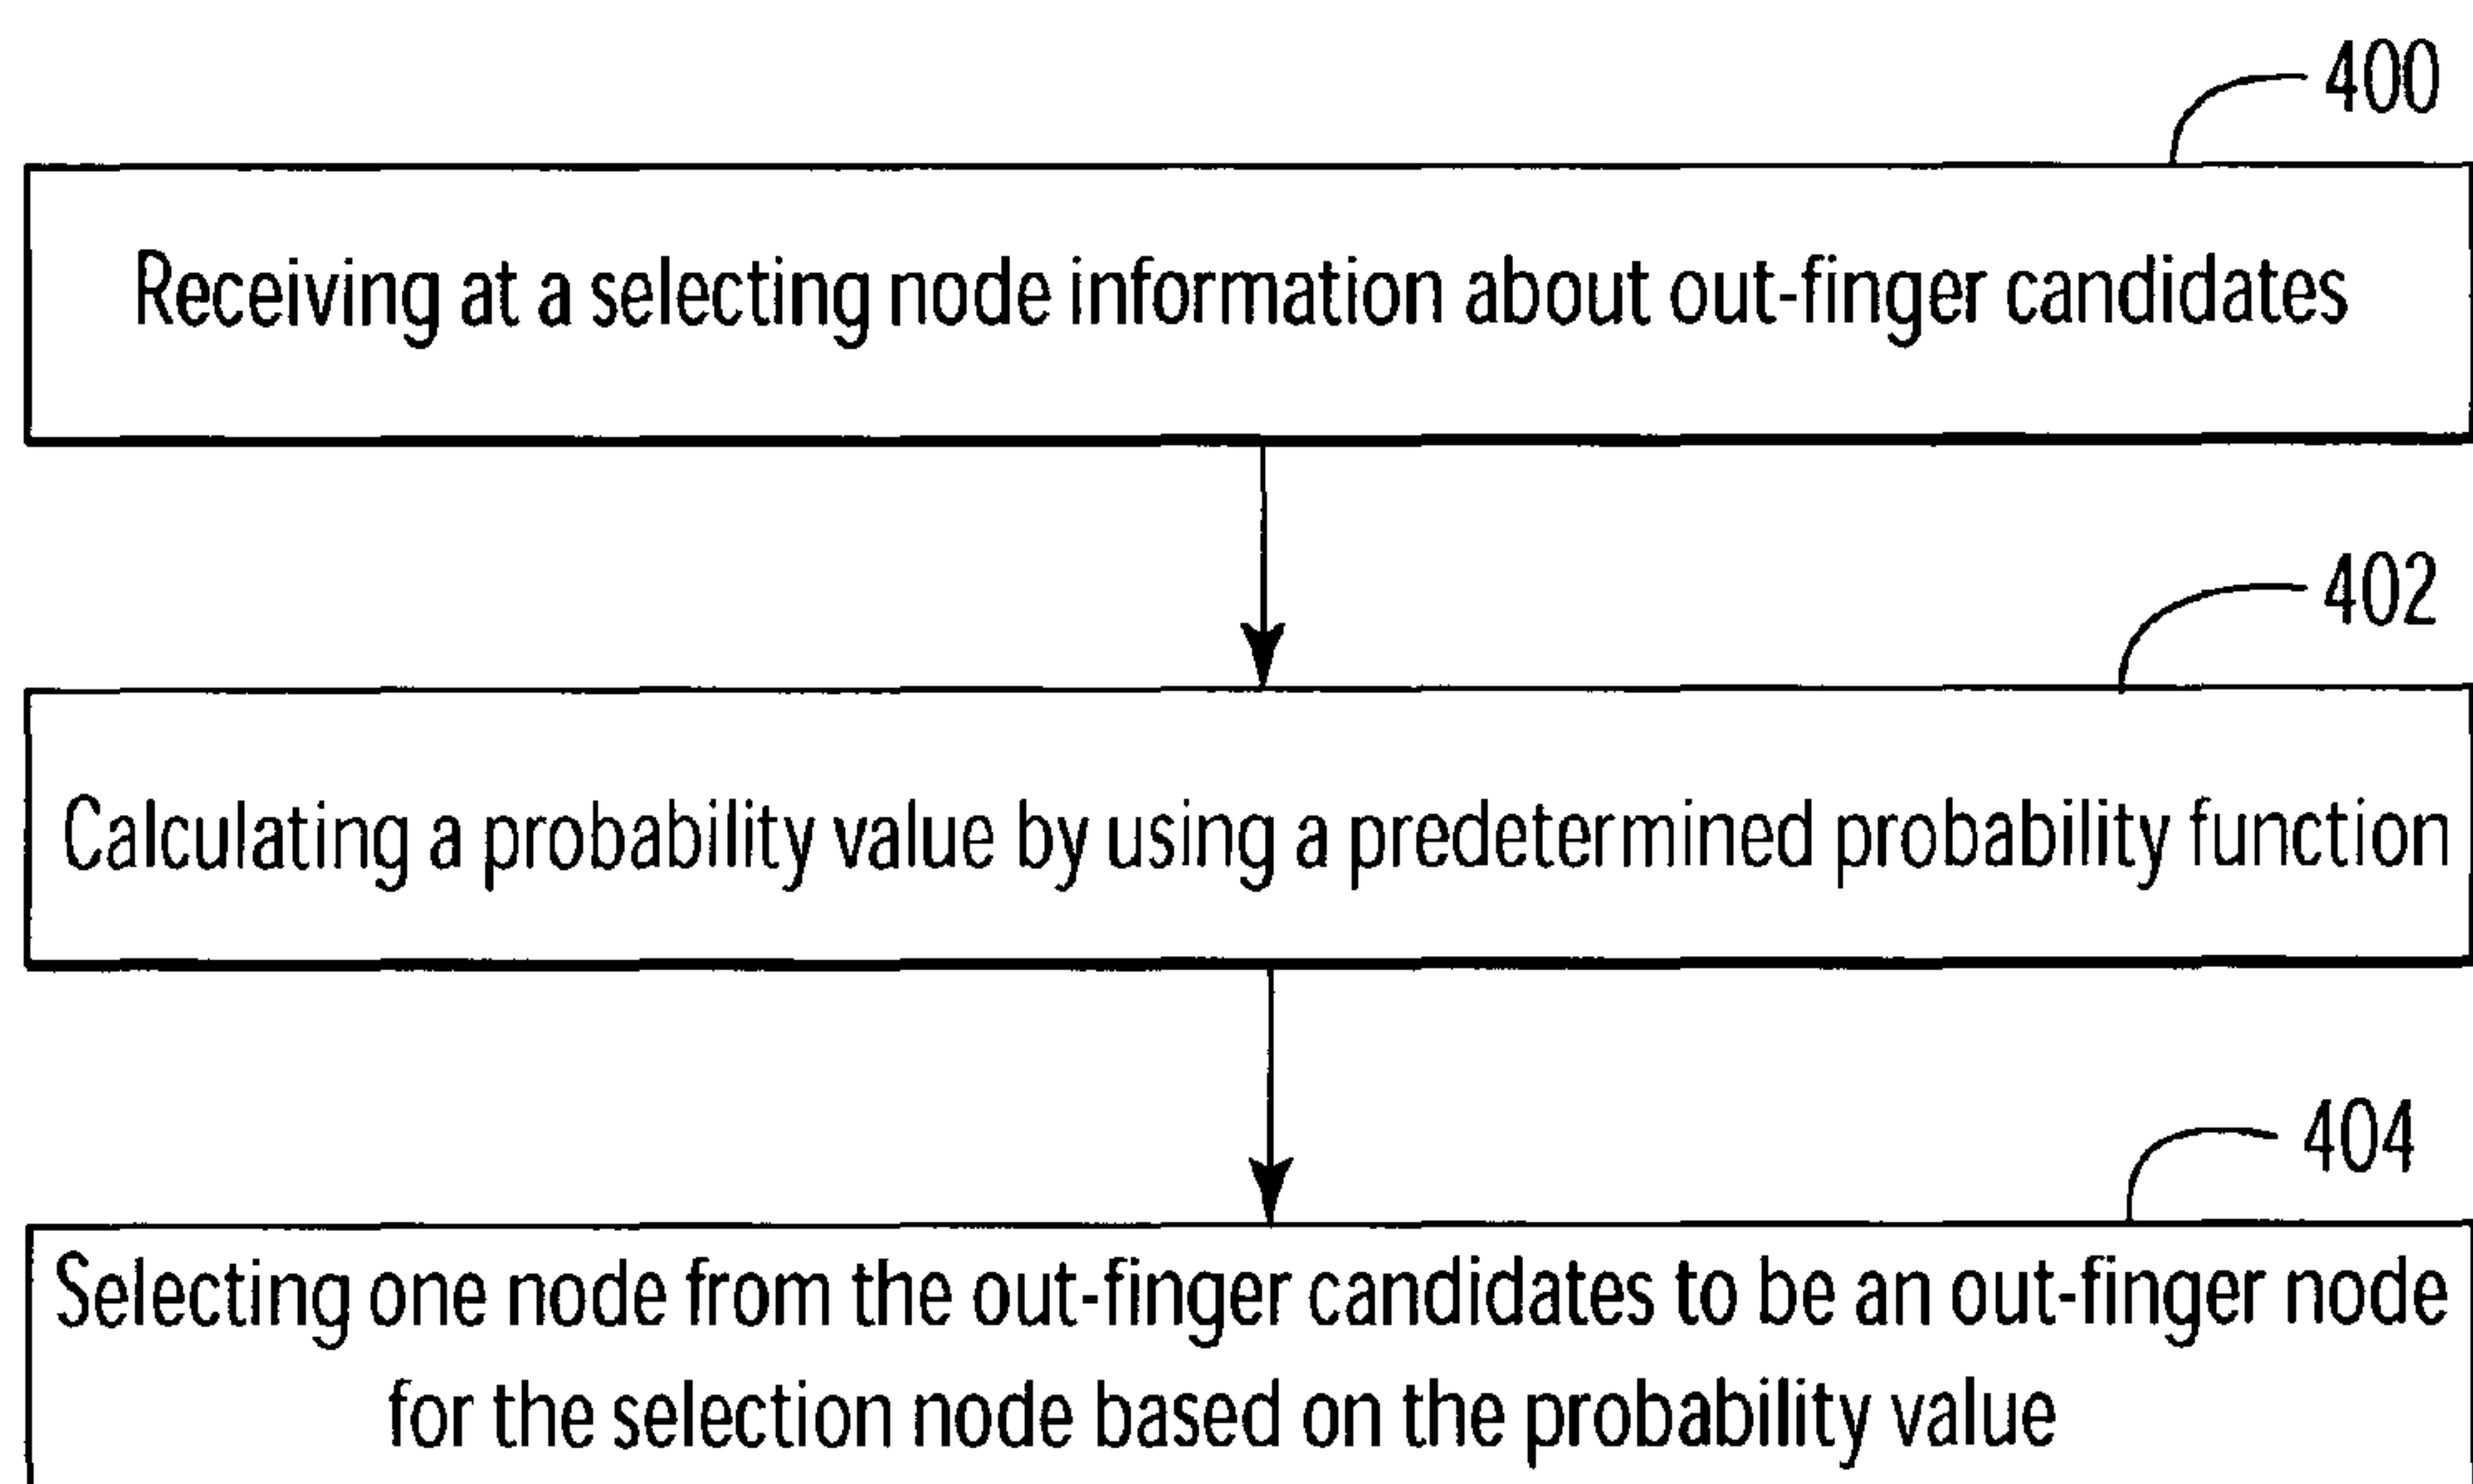 400
Receiving at a selecting node information about out-finger candidates
402
Calculating a probability value by using a predetermined probability function
404
Selecting one node from the out-finger candidates to be an out-finger node
for the selection node based on the probability value